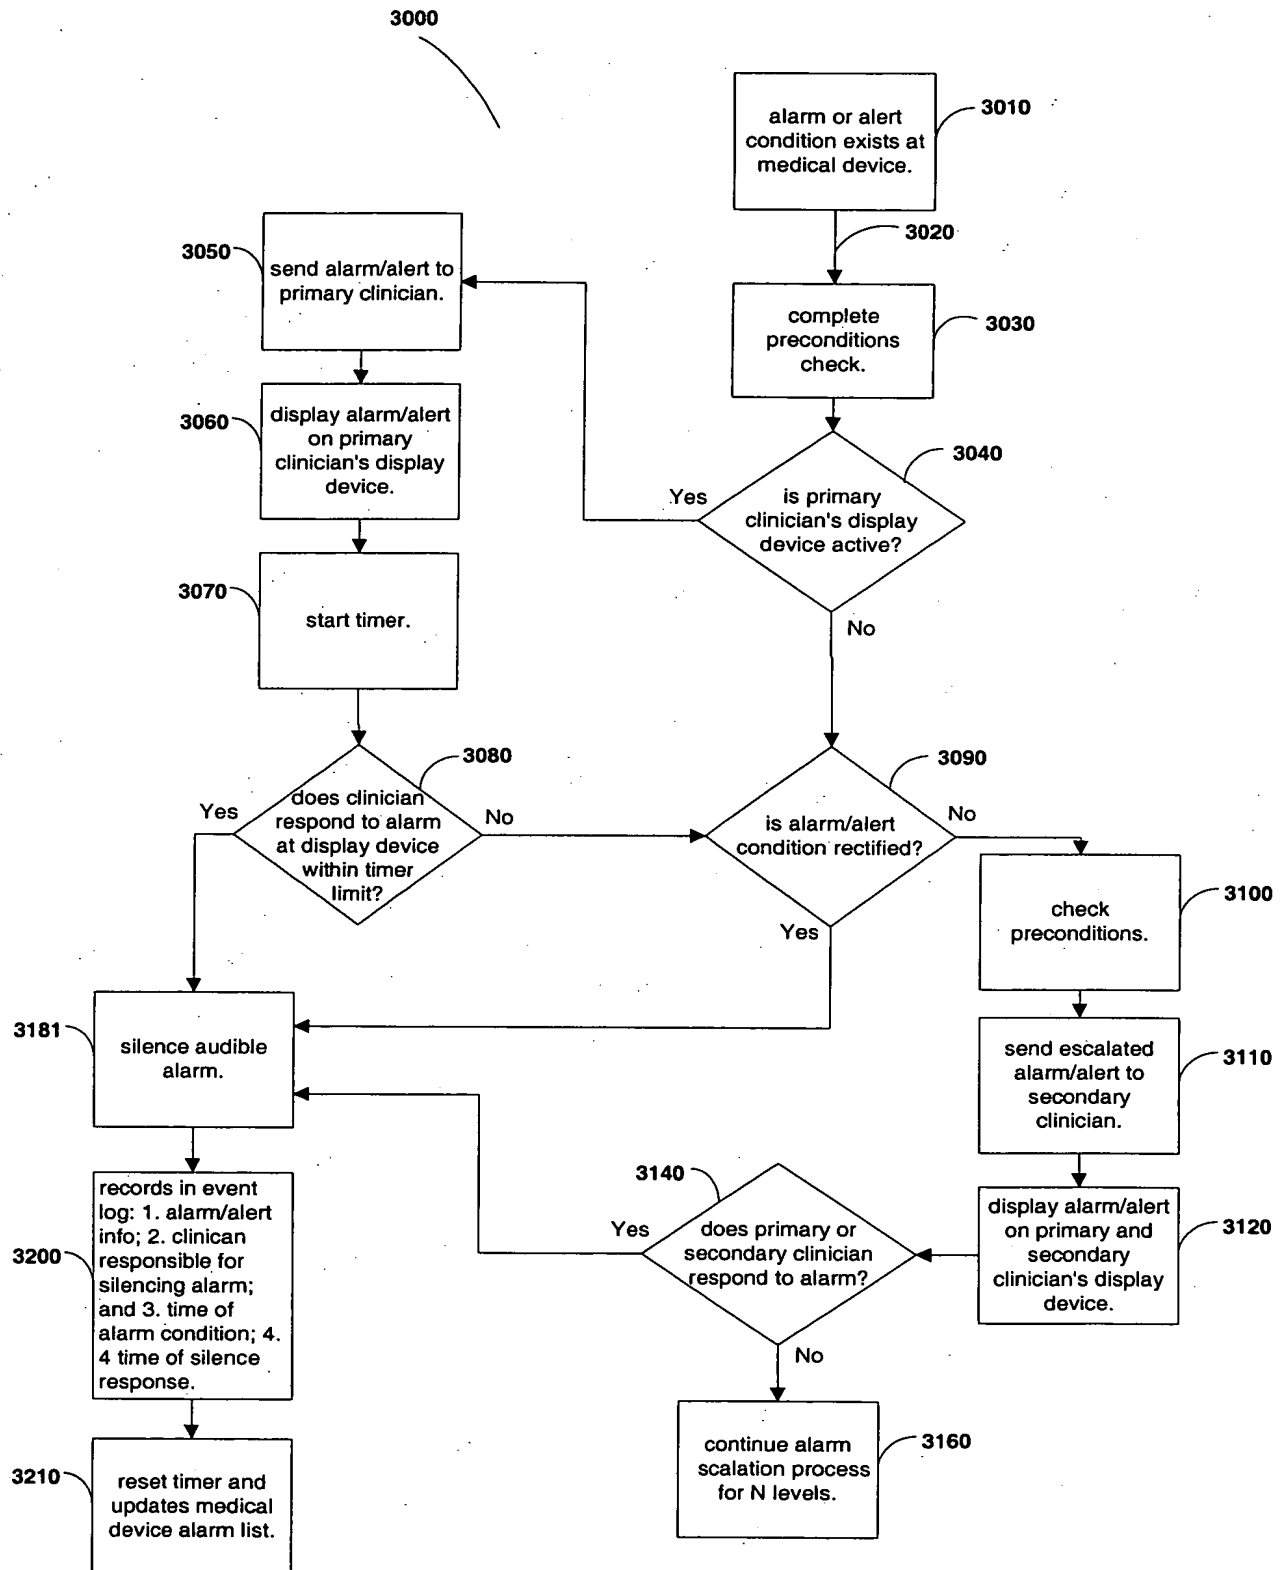 3000
alarm or alert
condition exists at
medical device.
3010
3020
3050
send alarm/alert to
primary clinician.
complete
preconditions
check.
3030
3060
display alarm/alert
on primary
clinician's display
device.
3040
Yes
is primary
clinician's display
device active?
No
3070
start timer.
3080
Yes
does clinician
respond to alarm
at display device
within timer
limit?
No
3090
is alarm/alert
condition rectified?
No
Yes
3100
check
preconditions.
3181
silence audible
alarm.
send escalated
alarm/alert to
secondary
clinician.
3110
3200
records in event
log: 1. alarm/alert
info; 2. clinican
responsible for
silencing alarm;
and 3. time of
alarm condition; 4.
4 time of silence
response.
3140
Yes
does primary or
secondary clinician
respond to alarm?
No
display alarm/alert
on primary and
secondary
clinician's display
device.
3120
continue alarm
scalation process
for N levels.
3160
3210
reset timer and
updates medical
device alarm list.